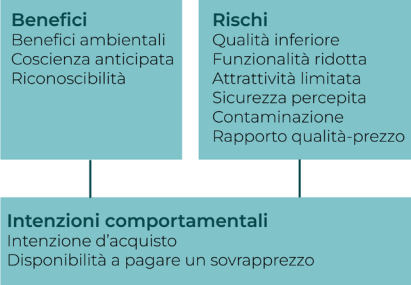 Benefici
Benefici ambientali
Coscienza anticipata
Riconoscibilità
Rischi
Qualità inferiore
Funzionalità ridotta
Attrattività limitata
Sicurezza percepita
Contaminazione
Rapporto qualità-prezzo
Intenzioni comportamentali
Intenzione d’acquisto
Disponibilità a pagare un sovrapprezzo